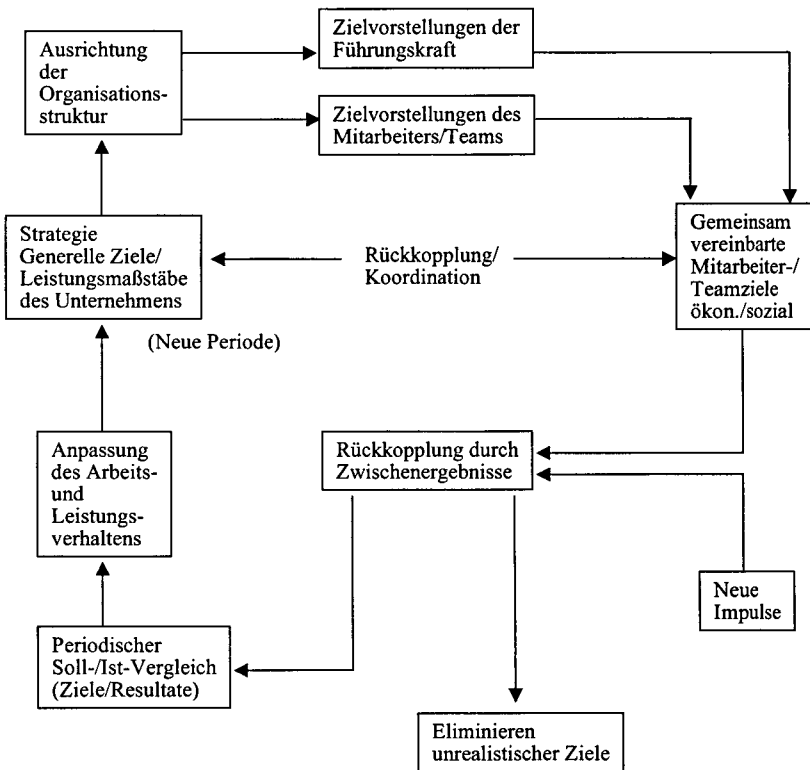 Ausrichtung
der
Organisations-
struktur
Zielvorstellungen der
Führungskraft
Zielvorstellungen des
Mitarbeiters/Teams
Strategie
Generelle Ziele/
Leistungsmaßstäbe
des Unternehmens
Rückkopplung/
Koordination
Gemeinsam
vereinbarte
Mitarbeiter-/
Teamziele
ökon./sozial
(Neue Periode)
Anpassung
des Arbeits-
und
Leistungs-
verhaltens
Rückkopplung durch
Zwischenergebnisse
Neue
Impulse
Periodischer
Soll-/Ist-Vergleich
(Ziele/Resultate)
Eliminieren
unrealistischer Ziele